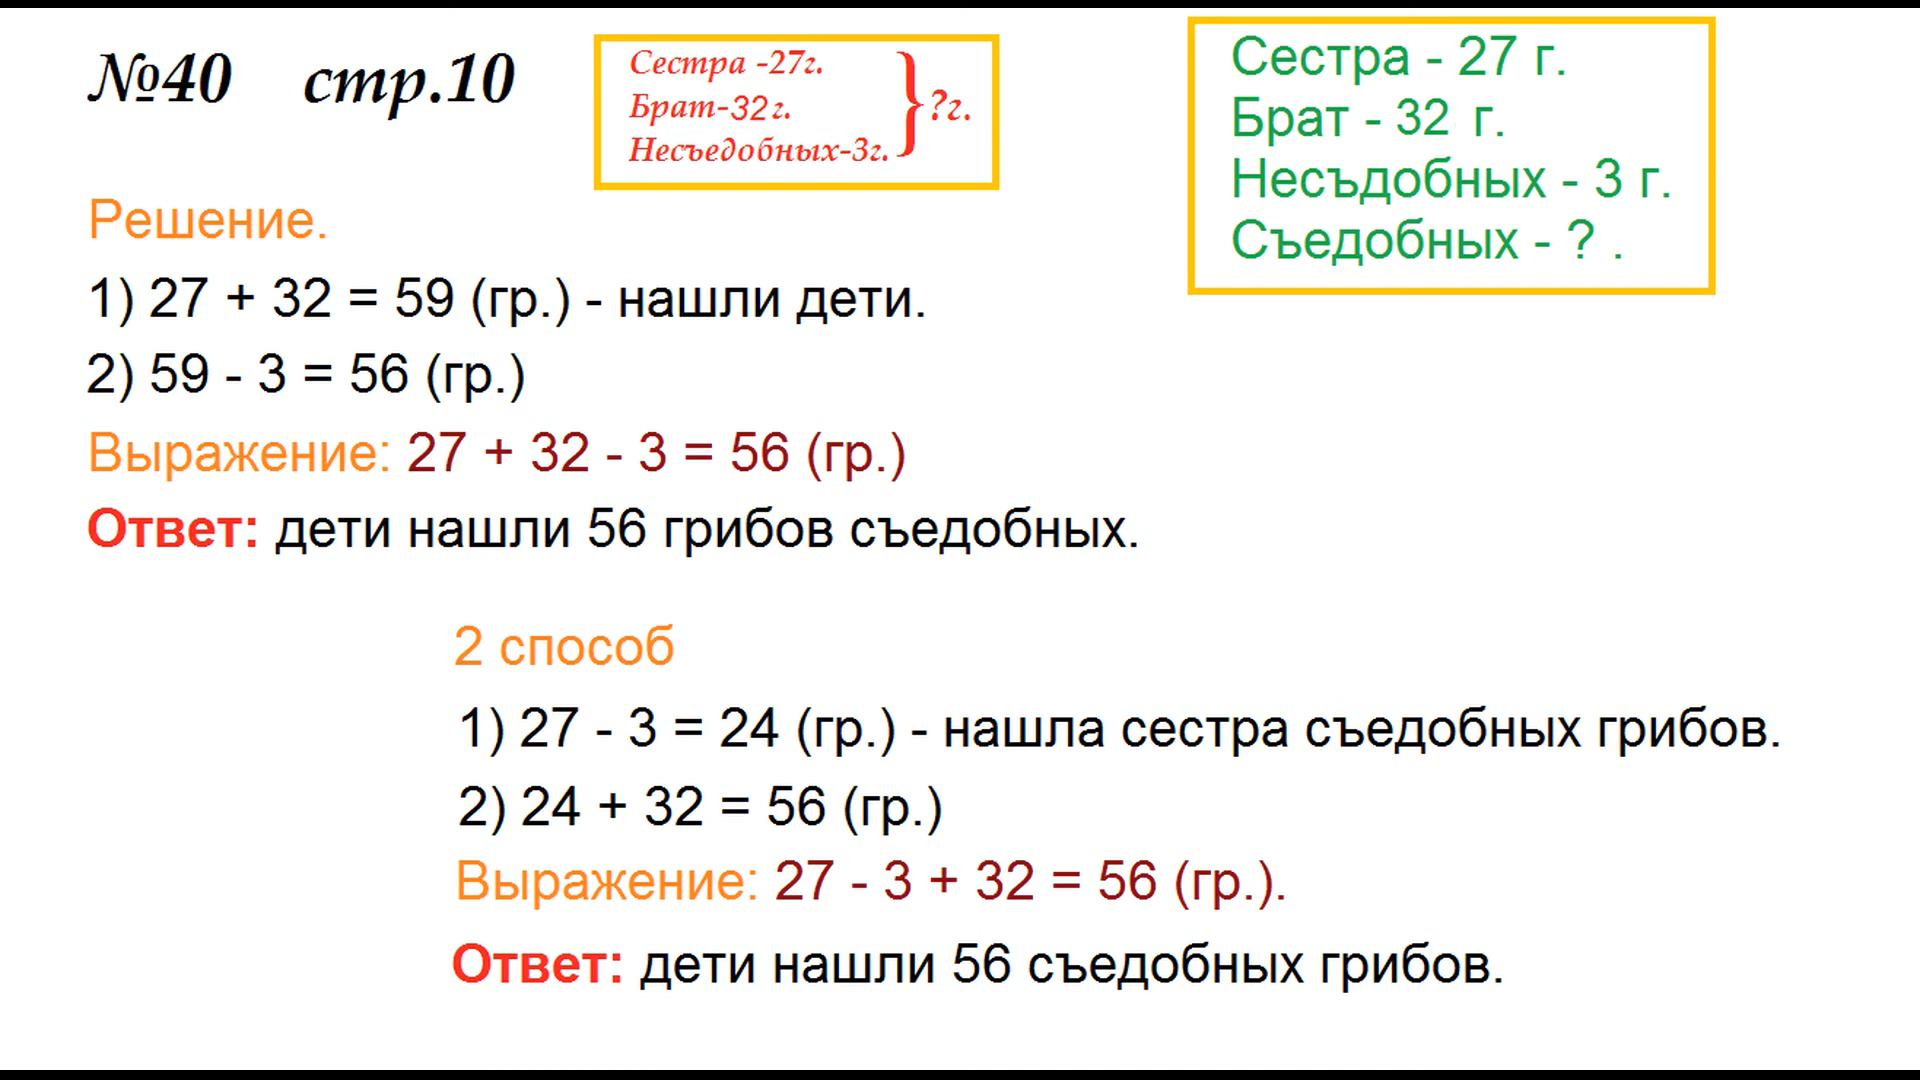 №40 стр.10
Сестра -27г.
Брат-32г.
Несъедобных-3г.
?г.
Сестра - 27 г.
Брат - 32 г.
Несъдобных - 3 г.
Съедобных - ? .
Решение.
1) 27 + 32 = 59 (гр.) - нашли дети.
2) 59 - 3 = 56 (гр.)
Выражение: 27 + 32 - 3 = 56 (гр.)
Ответ: дети нашли 56 грибов съедобных.
2 способ
1) 27 - 3 = 24 (гр.) - нашла сестра съедобных грибов.
2) 24 + 32 = 56 (гр.)
Выражение: 27 - 3 + 32 = 56 (гр.).
Ответ: дети нашли 56 съедобных грибов.